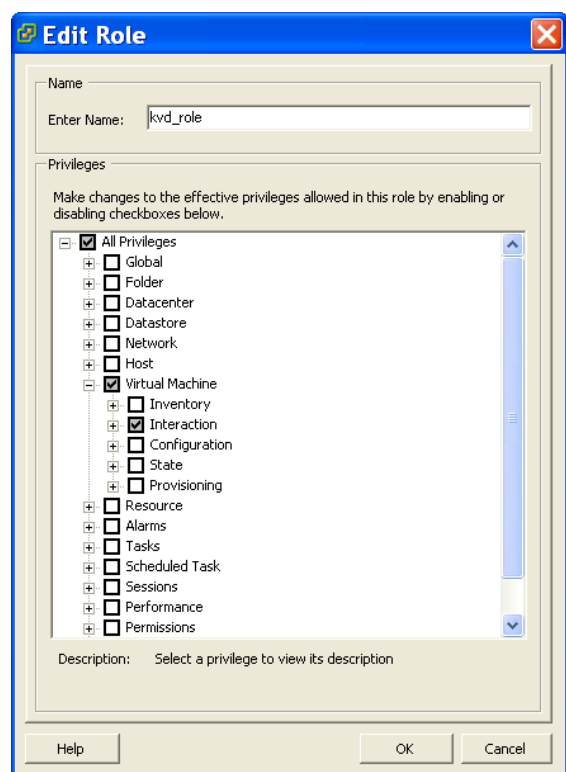 Edit Role
Name
Enter Name: kvd_role
Privileges
Make changes to the effective privileges allowed in this role by enabling or
disabling checkboxes below.
All Privileges
Global
Folder
Datacenter
Datastore
Network
Host
Virtual Machine
Inventory
Interaction
Configuration
State
Provisioning
Resource
Alarms
Tasks
Scheduled Task
Sessions
Performance
Permissions
Description: Select a privilege to view its description
Help OK Cancel